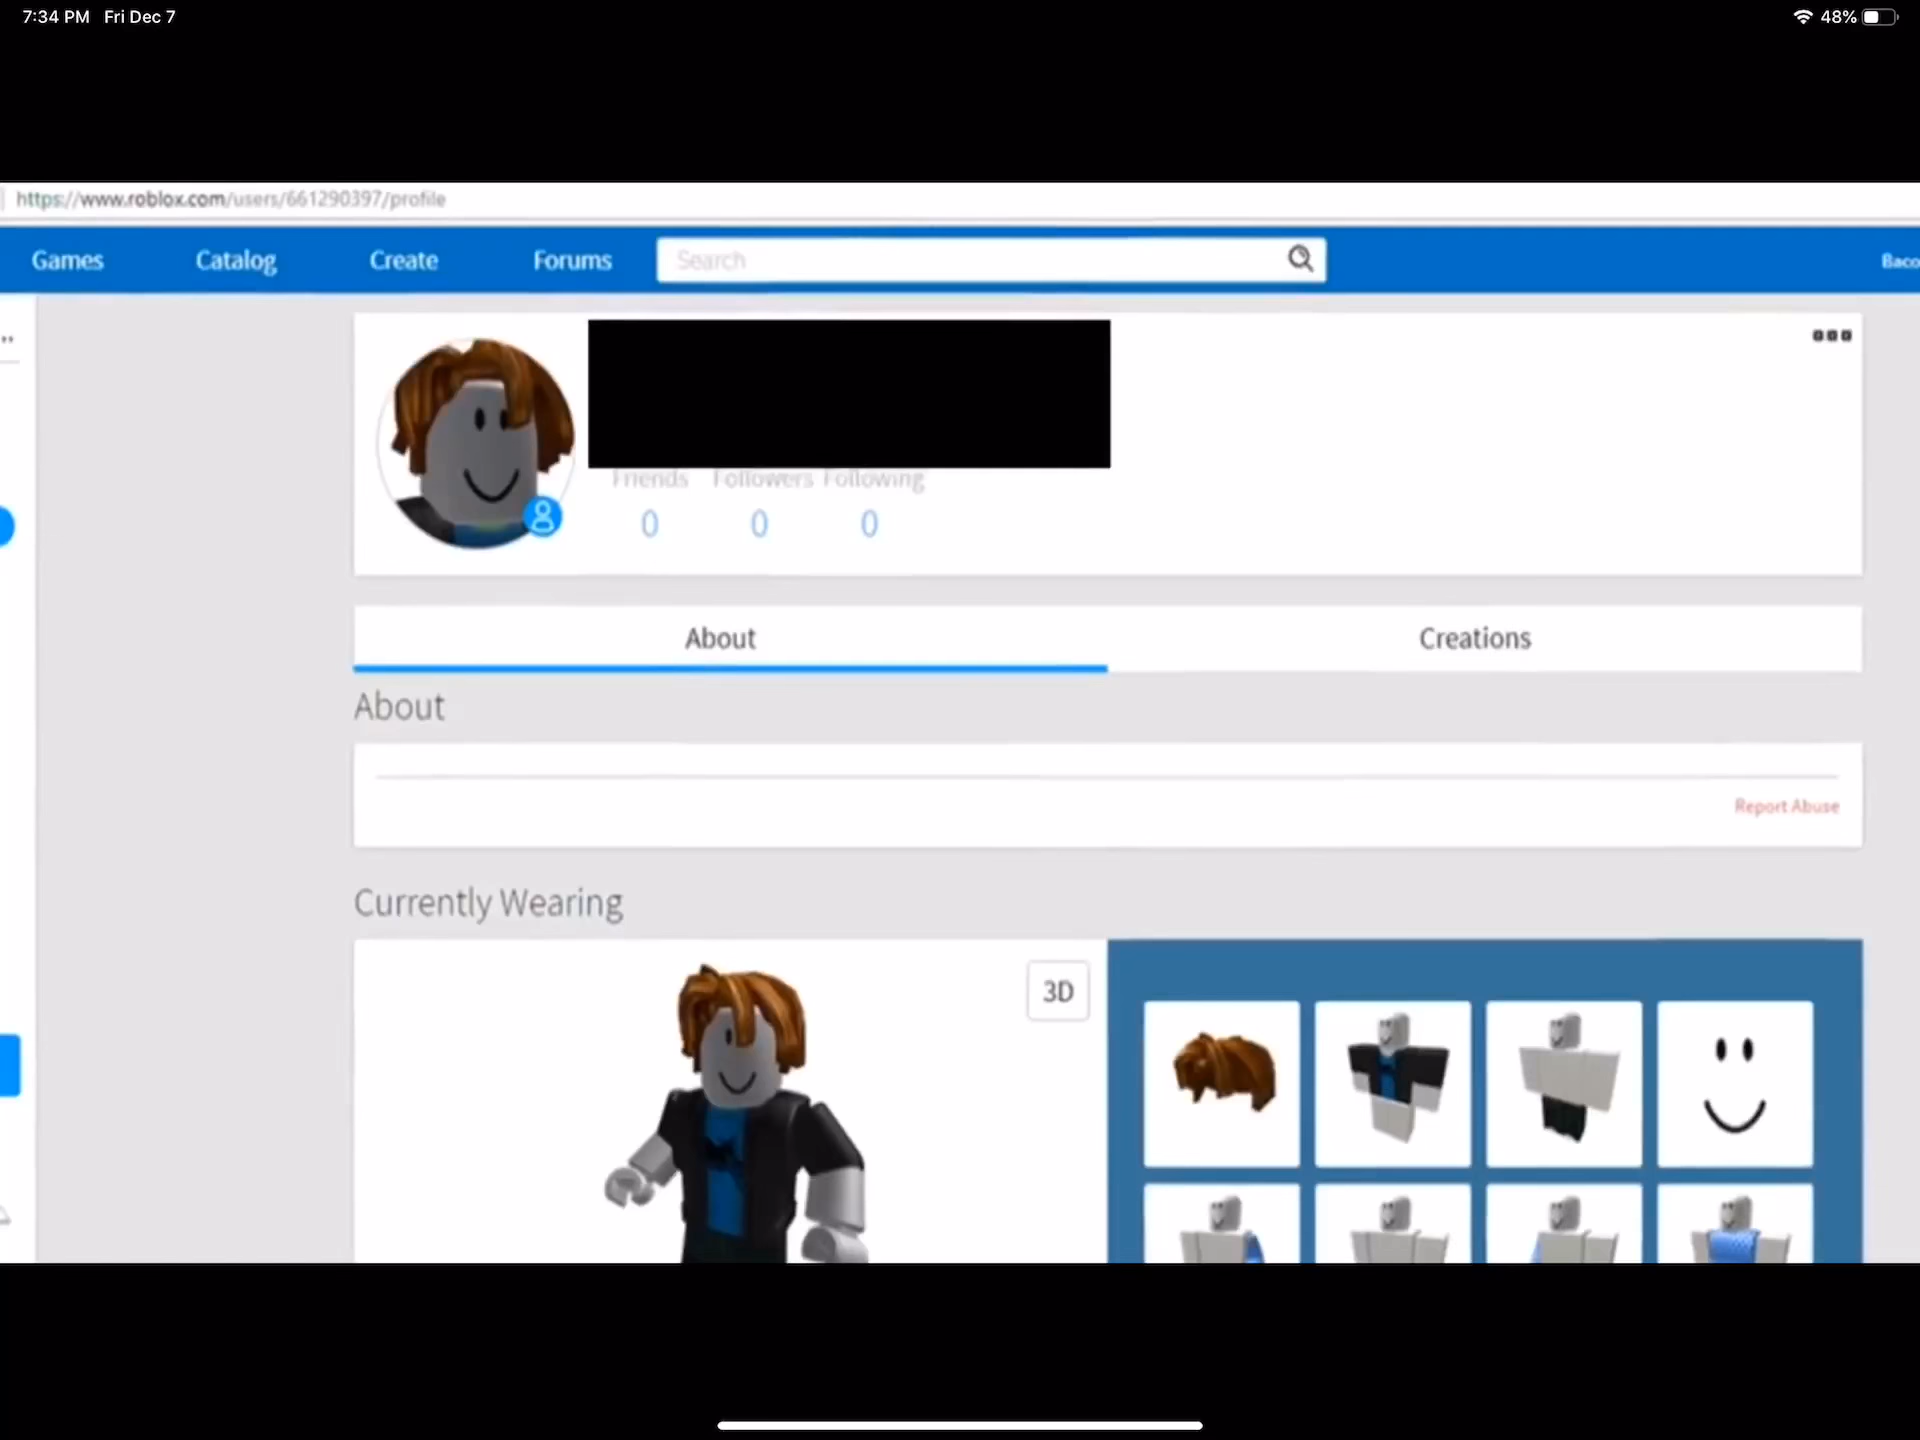 7:34 PM Fri Dec 7
48%
https://www.roblox.com/users/661290397/profile
Games Catalog Create Forums Search
Friends Followers Following
0 0 0
About Creations
About
Report Abuse
Currently Wearing
3D